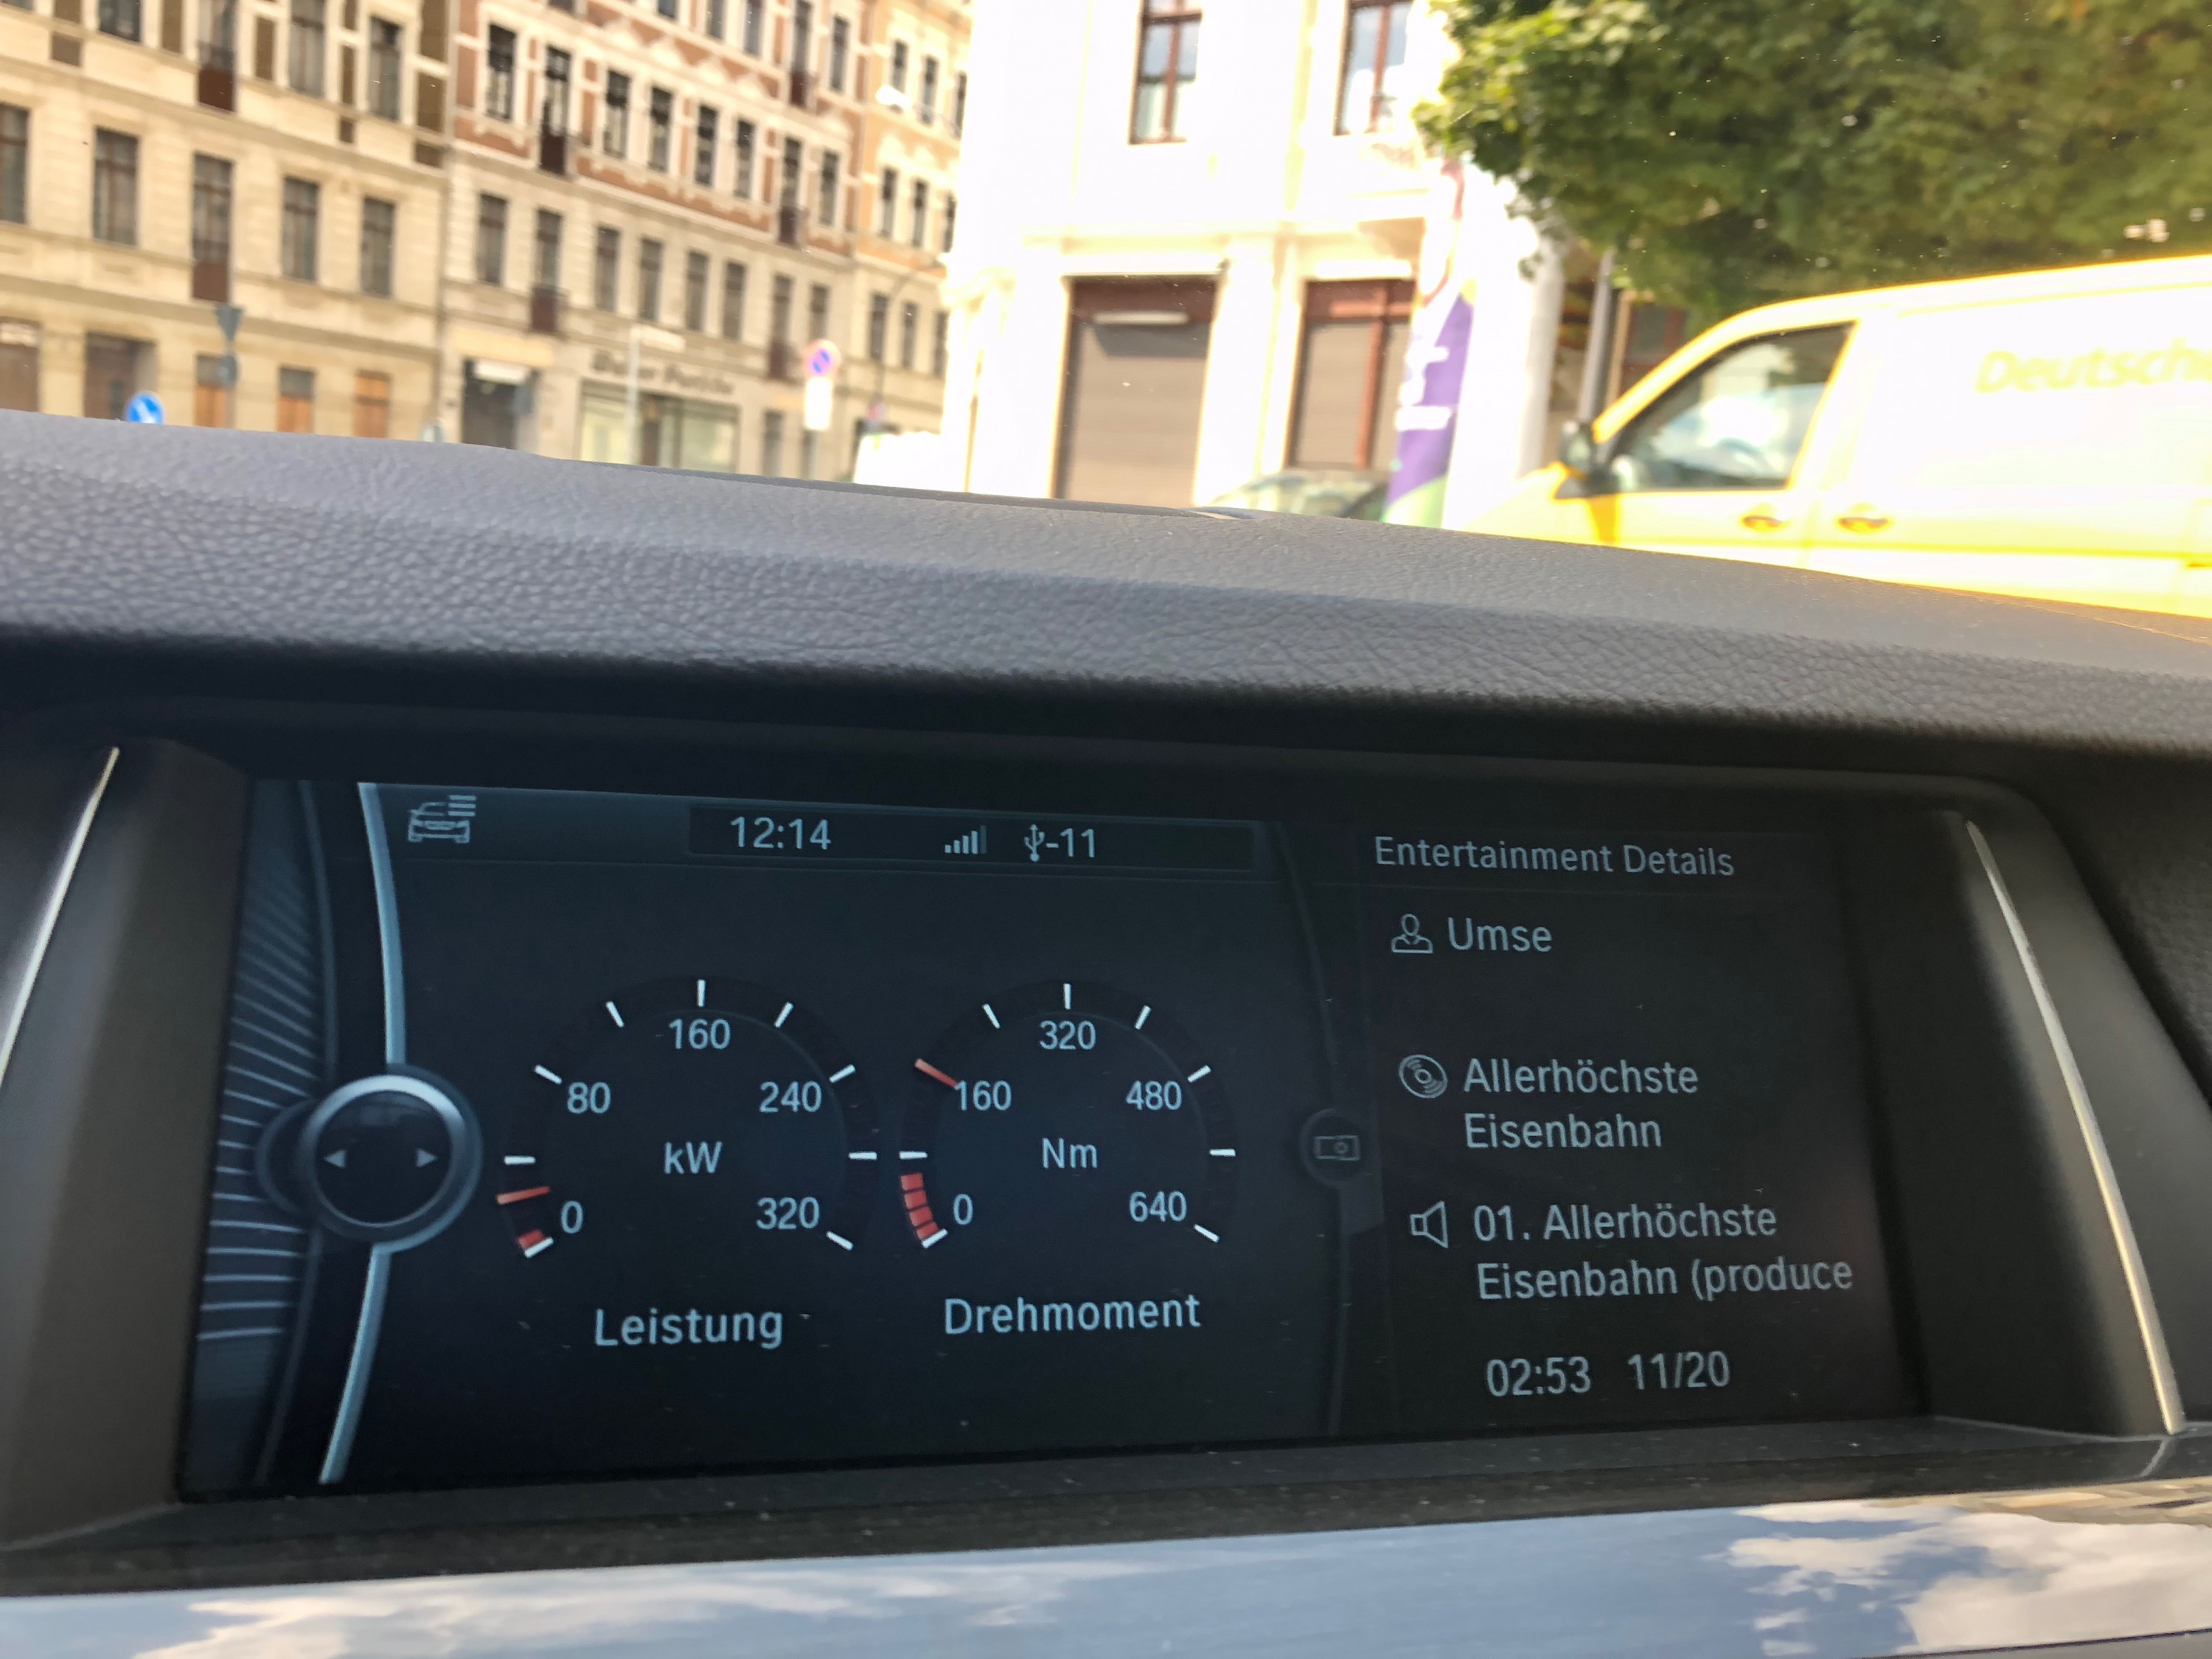 Deutsche
12:14
-11
Entertainment Details
Umse
Allerhöchste
Eisenbahn
01. Allerhöchste
Eisenbahn (produce
02:53 11/20
0
80
160
240
320
kW
Leistung
0
160
320
480
640
Nm
Drehmoment